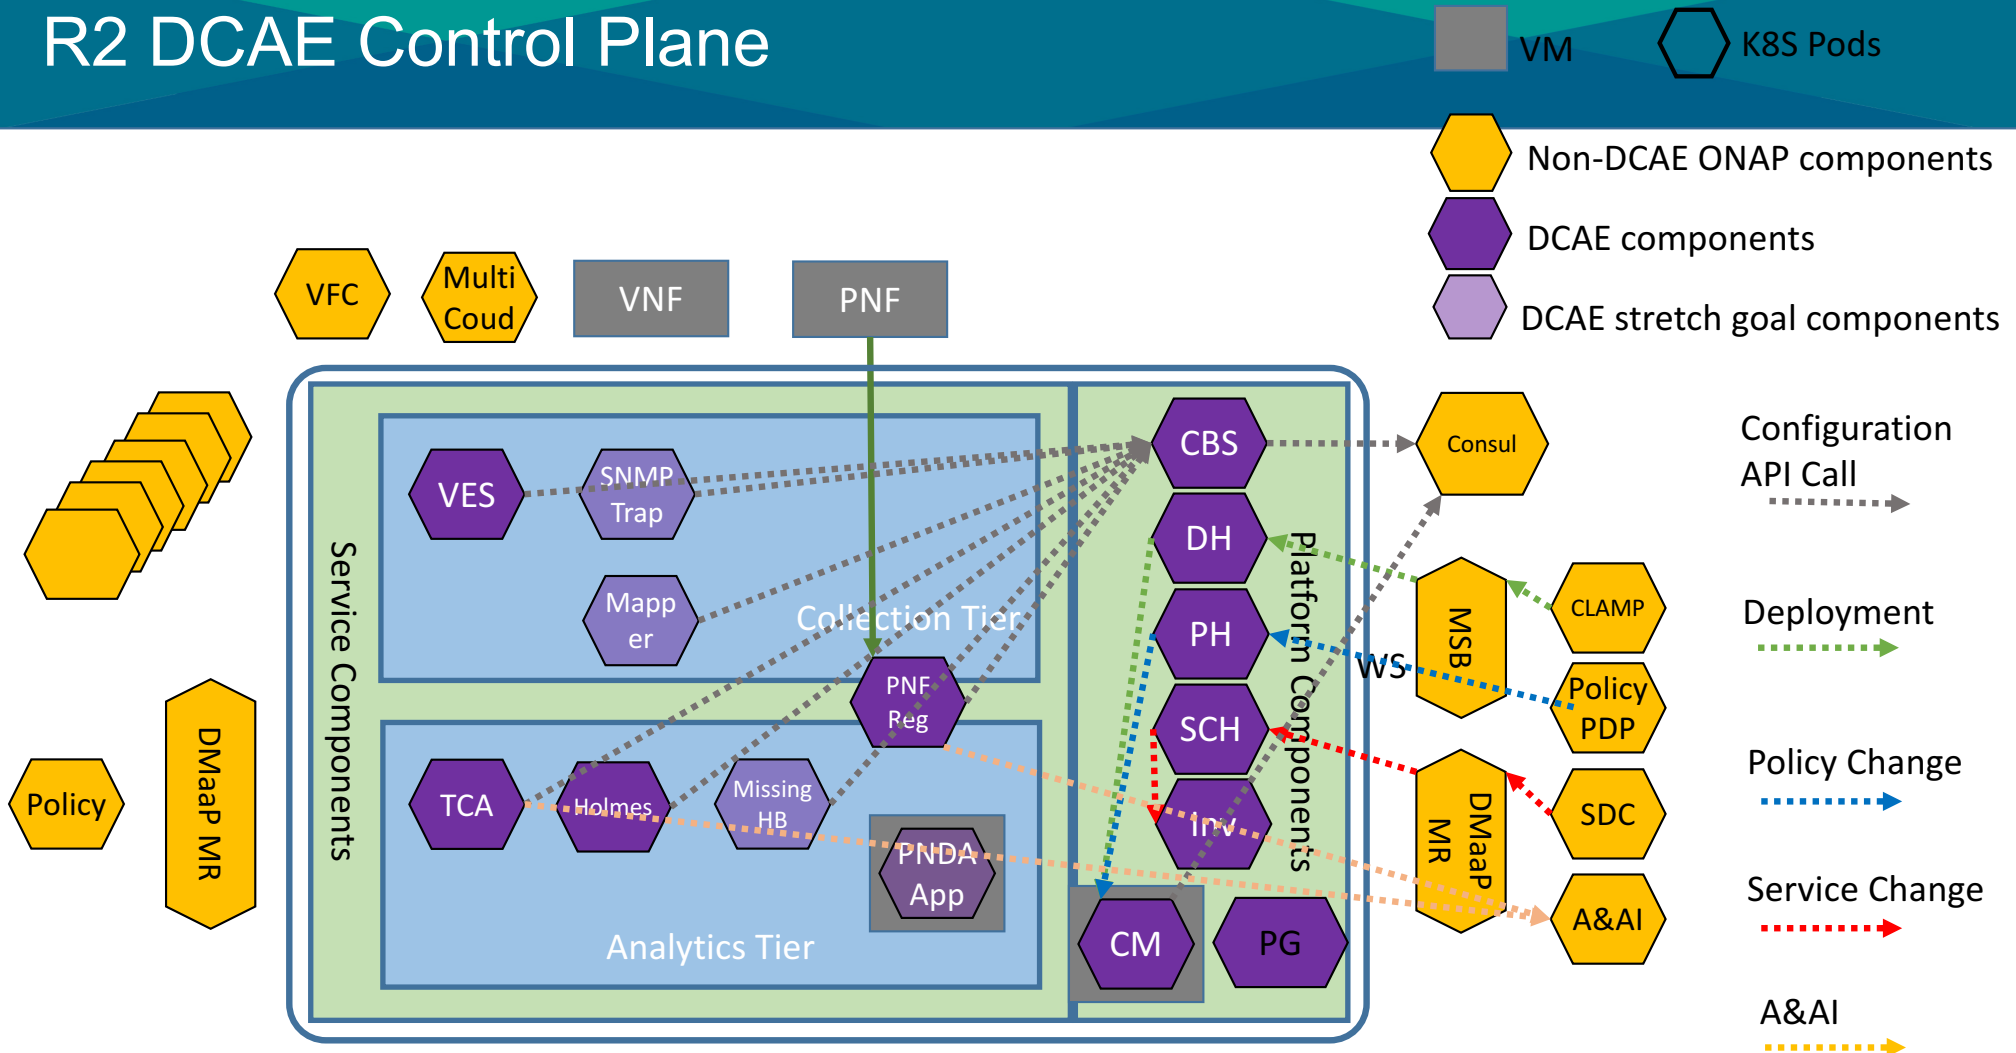 R2 DCAE Control Plane
VM
K8S Pods
Non-DCAE ONAP components
DCAE components
DCAE stretch goal components
VFC
Multi
Coud
VNF
PNF
VES
SNMP
Trap
Mapp
er
Collection Tier
PNF
Reg
Service Components
TCA
Holmes
Missing
HB
PNDA
App
Analytics Tier
CBS
DH
PH
SCH
Inv
CM
PG
Platform Components
Policy
DMaaP MR
Consul
WS
MSB
CLAMP
Policy
PDP
DMaaP
MR
SDC
A&AI
Configuration
API Call
Deployment
Policy Change
Service Change
A&AI